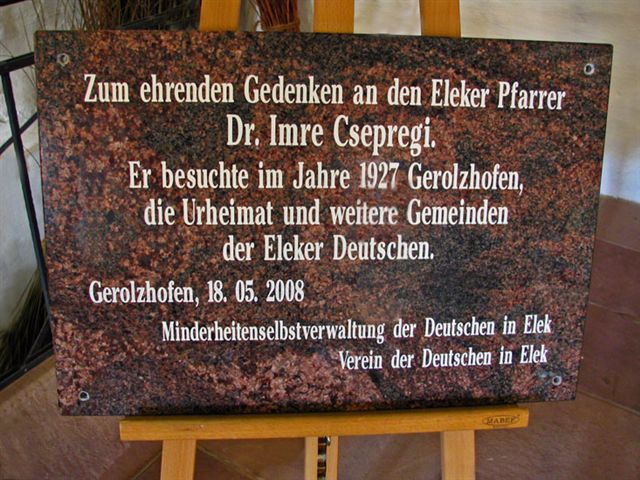 Zum ehrenden Gedenken an den Eleker Pfarrer
Dr. Imre Csepregi.
Er besuchte im Jahre 1927 Gerolzhofen,
die Urheimat und weitere Gemeinden
der Eleker Deutschen.
Gerolzhofen, 18. 05. 2008
Minderheitenselbstverwaltung der Deutschen in Elek
Verein der Deutschen in Elek
MABEF